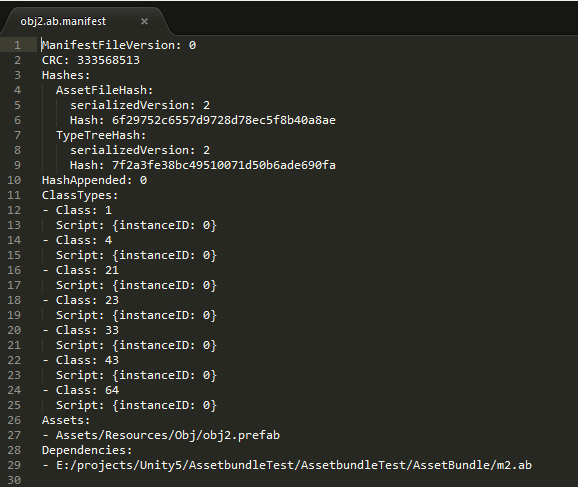 obj2.ab.manifest ×
1 ManifestFileVersion: 0
2 CRC: 333568513
3 Hashes:
4 AssetFileHash:
5 serializedVersion: 2
6 Hash: 6f29752c6557d9728d78ec5f8b40a8ae
7 TypeTreeHash:
8 serializedVersion: 2
9 Hash: 7f2a3fe38bc49510071d50b6ade690fa
10 HashAppended: 0
11 ClassTypes:
12 - Class: 1
13 Script: {instanceID: 0}
14 - Class: 4
15 Script: {instanceID: 0}
16 - Class: 21
17 Script: {instanceID: 0}
18 - Class: 23
19 Script: {instanceID: 0}
20 - Class: 33
21 Script: {instanceID: 0}
22 - Class: 43
23 Script: {instanceID: 0}
24 - Class: 64
25 Script: {instanceID: 0}
26 Assets:
27 - Assets/Resources/Obj/obj2.prefab
28 Dependencies:
29 - E:/projects/Unity5/AssetbundleTest/AssetbundleTest/AssetBundle/m2.ab
30